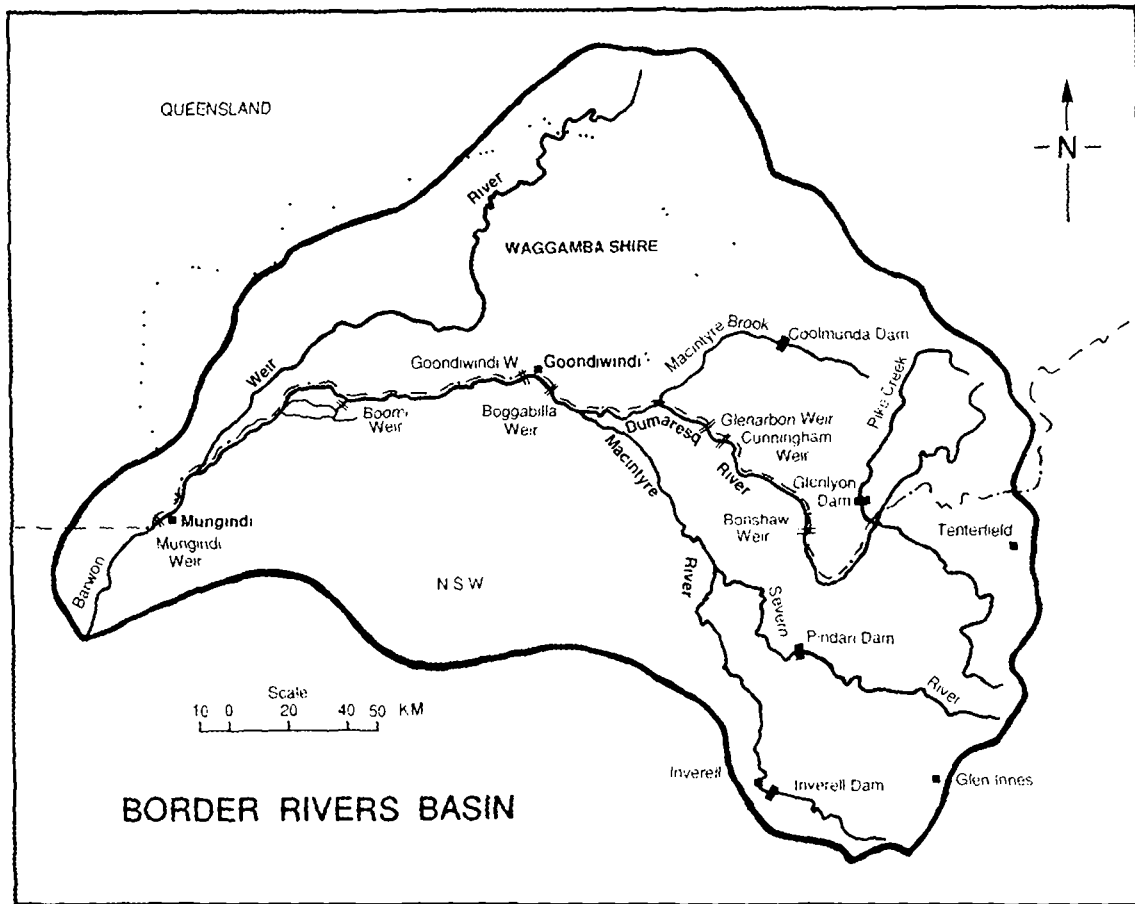 QUEENSLAND
N
River
WAGGAMBA SHIRE
Macintyre Brook
Coolmunda Dam
Goondiwindi W
Goondiwindi
Weir
Pike Creek
Boomi
Weir
Boggabilla
Weir
Dumaresq
River
Glenarbon Weir
Cunningham
Weir
Macintyre
River
Glenlyon
Dam
Bonshaw
Weir
Tenterfield
Mungindi
Mungindi
Weir
Barwon
N S W
Severn
River
Pindari Dam
Scale
10 0 20 40 50 KM
Inverell
Inverell Dam
Glen Innes
BORDER RIVERS BASIN